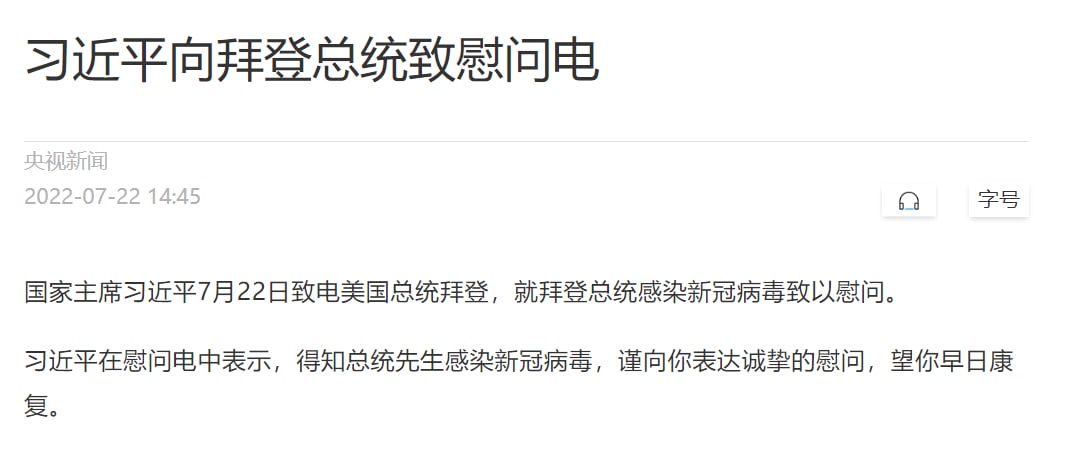 习近平向拜登总统致慰问电
央视新闻
2022-07-22 14:45
字号
国家主席习近平7月22日致电美国总统拜登，就拜登总统感染新冠病毒致以慰问。
习近平在慰问电中表示，得知总统先生感染新冠病毒，谨向你表达诚挚的慰问，望你早日康
复。